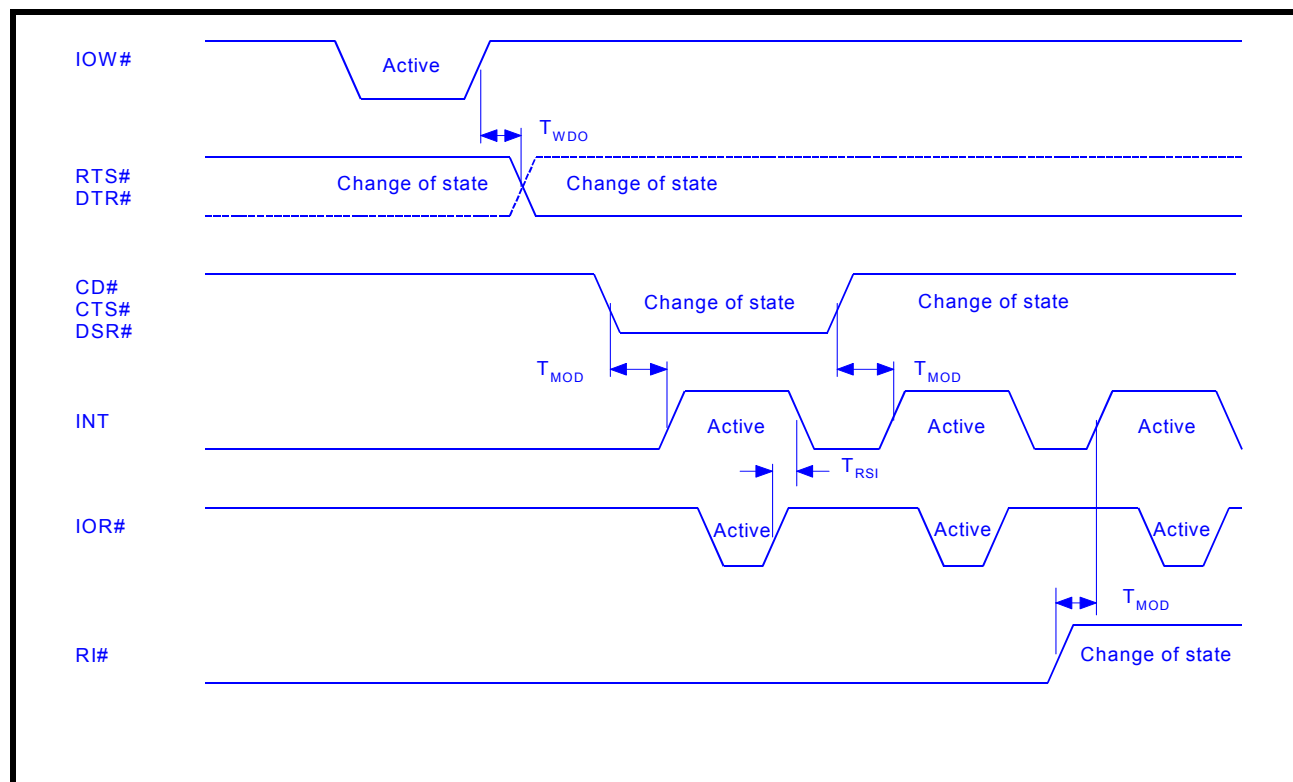 IOW#
Active
TWDO
RTS#
DTR#
Change of state
Change of state
CD#
CTS#
DSR#
Change of state
Change of state
TMOD
TMOD
INT
Active
Active
Active
TRSI
IOR#
Active
Active
Active
TMOD
RI#
Change of state